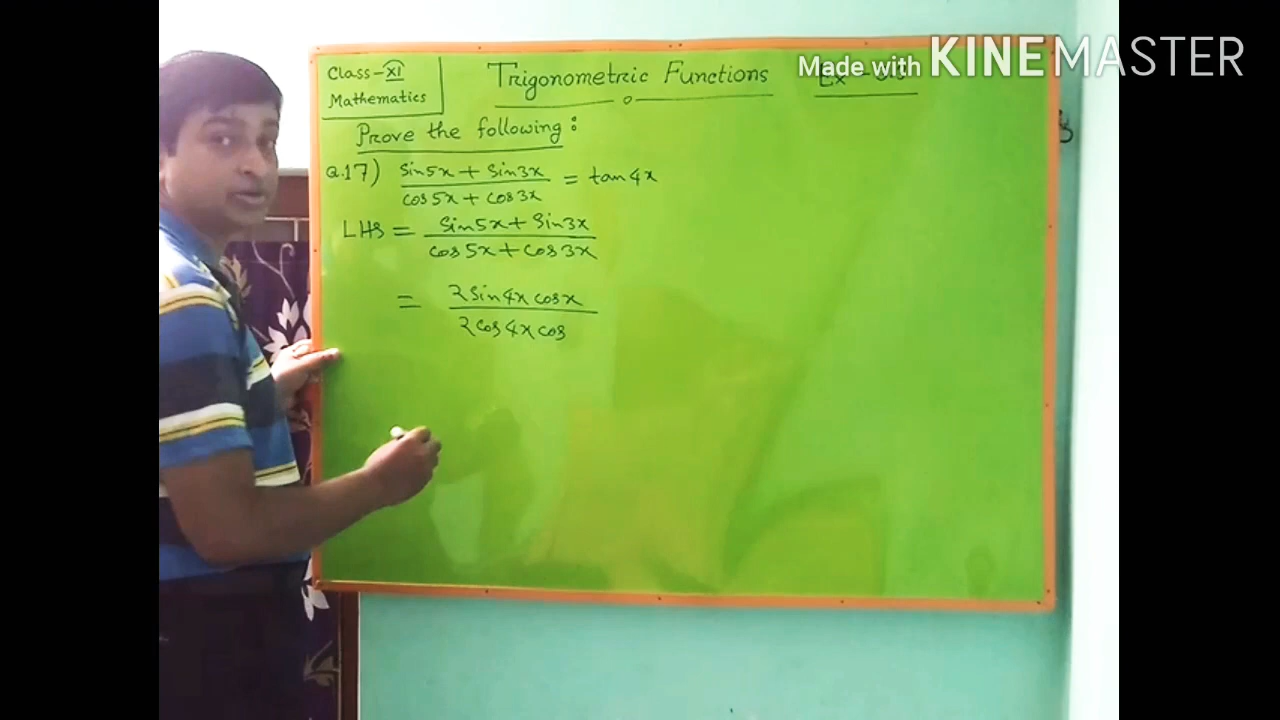 Made with KINEMASTER
Class-XI
Mathematics
Trigonometric Functions
Prove the following:
Q.17) sin5x + sin3x / cos5x + cos3x = tan4x
LHS = sin5x + sin3x / cos5x + cos3x
= 2sin4x cosx / 2cos4x cos